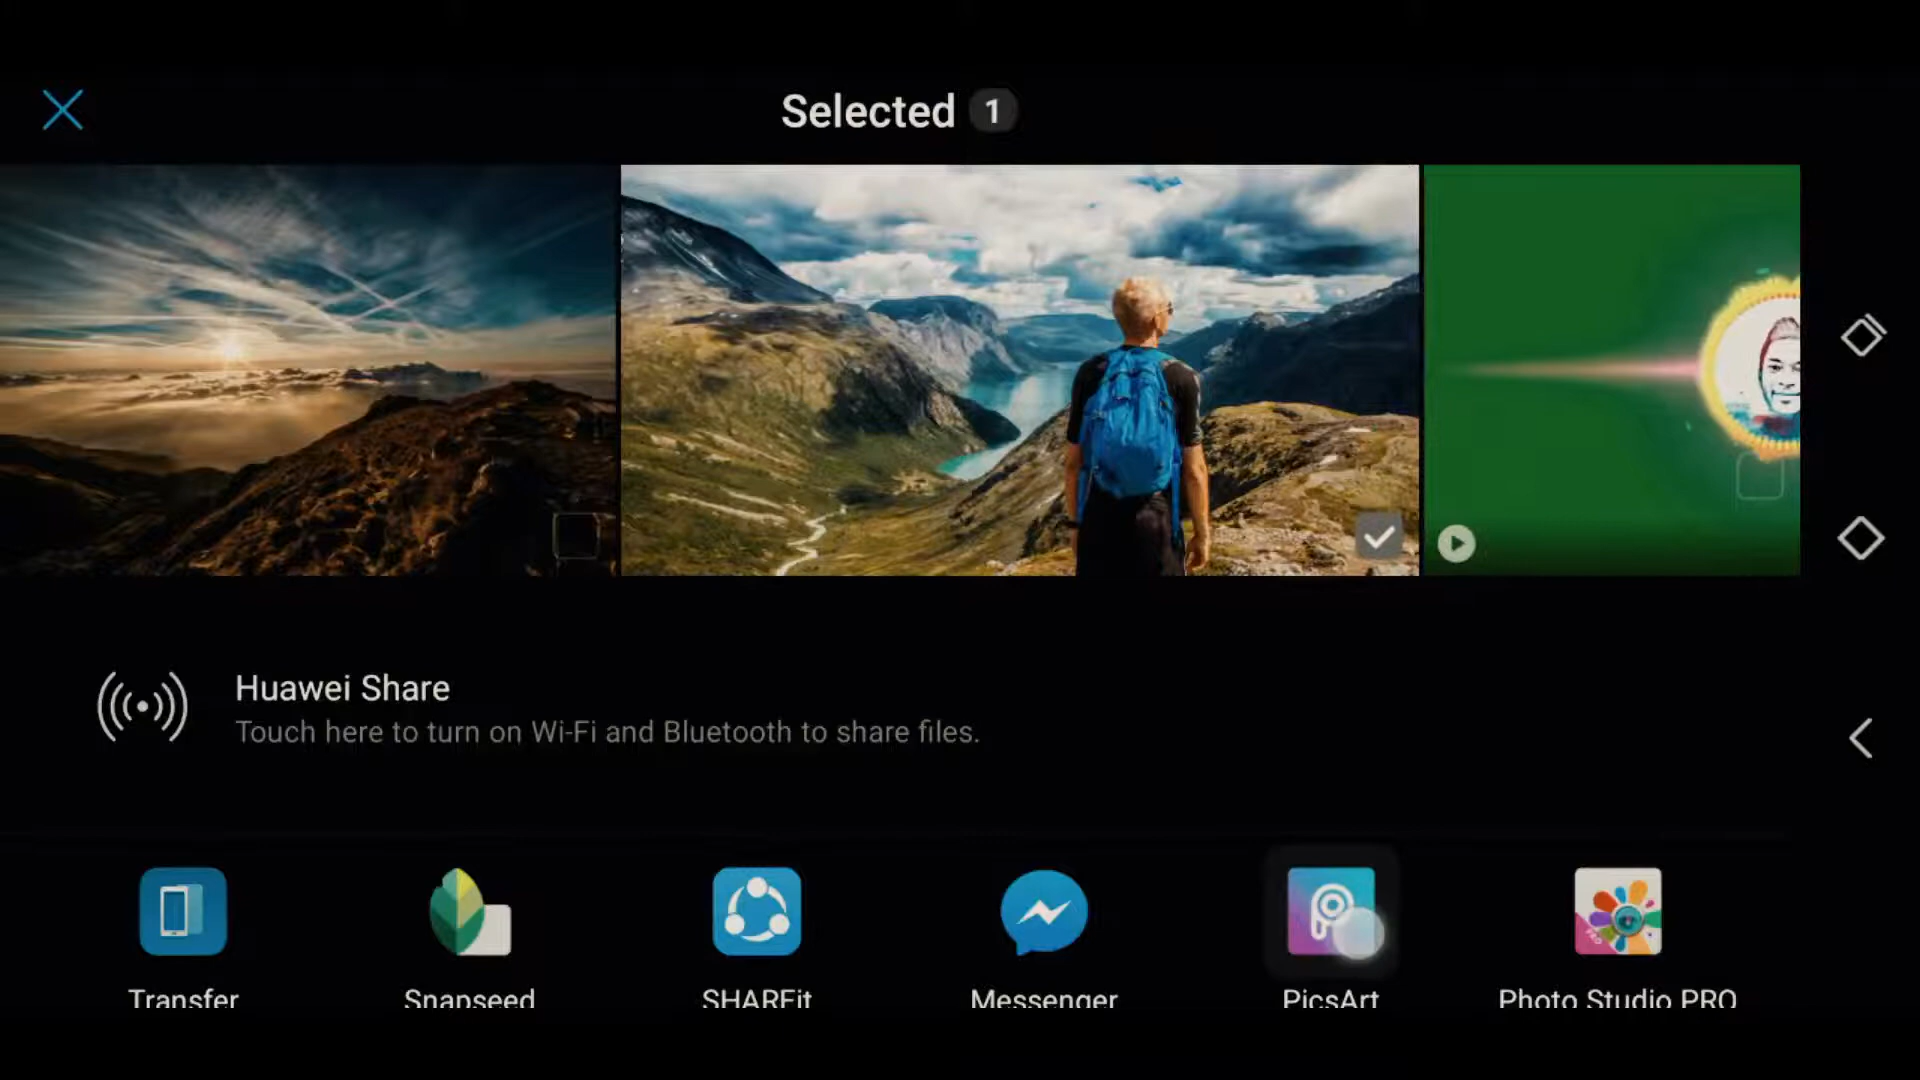 Selected 1
Huawei Share
Touch here to turn on Wi-Fi and Bluetooth to share files.
Transfer
Snapseed
SHAREit
Messenger
PicsArt
Photo Studio PRO
PRO